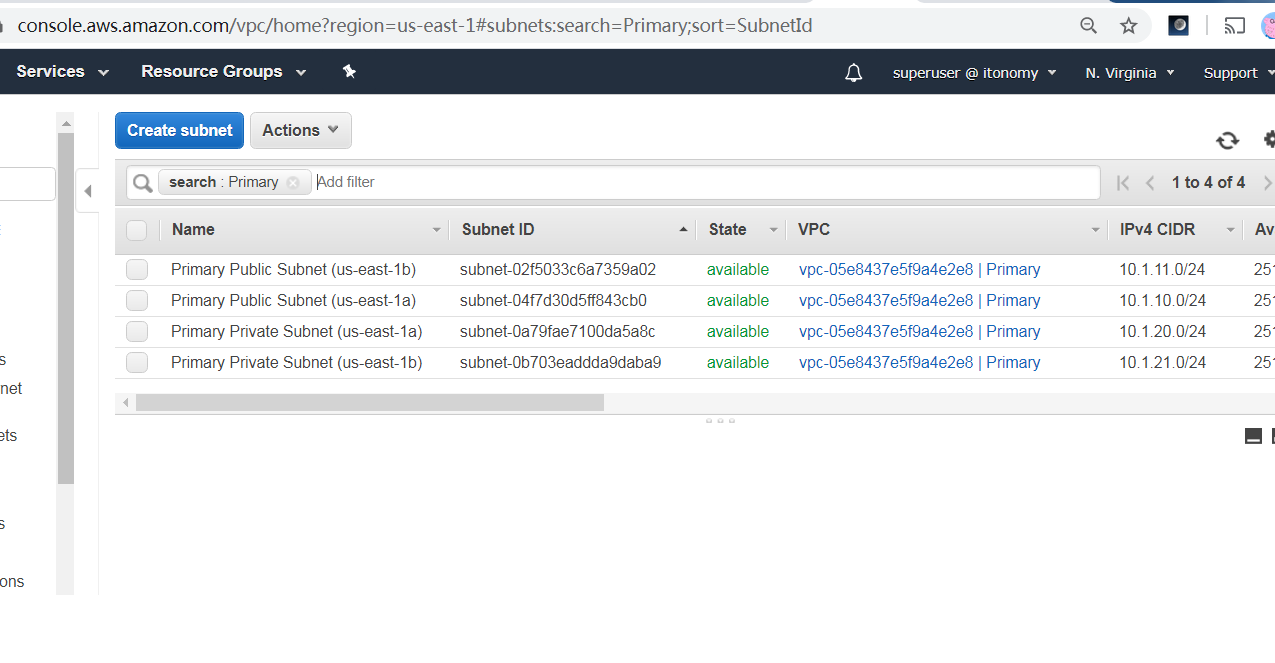 console.aws.amazon.com/vpc/home?region=us-east-1#subnets:search=Primary;sort=SubnetId
Services Resource Groups superuser @ itonomy N. Virginia Support
Create subnet Actions
search : Primary Add filter 1 to 4 of 4
Name Subnet ID State VPC IPv4 CIDR Av
Primary Public Subnet (us-east-1b) subnet-02f5033c6a7359a02 available vpc-05e8437e5f9a4e2e8 | Primary 10.1.11.0/24 251
Primary Public Subnet (us-east-1a) subnet-04f7d30d5ff843cb0 available vpc-05e8437e5f9a4e2e8 | Primary 10.1.10.0/24 251
Primary Private Subnet (us-east-1a) subnet-0a79fae7100da5a8c available vpc-05e8437e5f9a4e2e8 | Primary 10.1.20.0/24 251
Primary Private Subnet (us-east-1b) subnet-0b703eaddda9daba9 available vpc-05e8437e5f9a4e2e8 | Primary 10.1.21.0/24 251
s
net
ets
s
ons